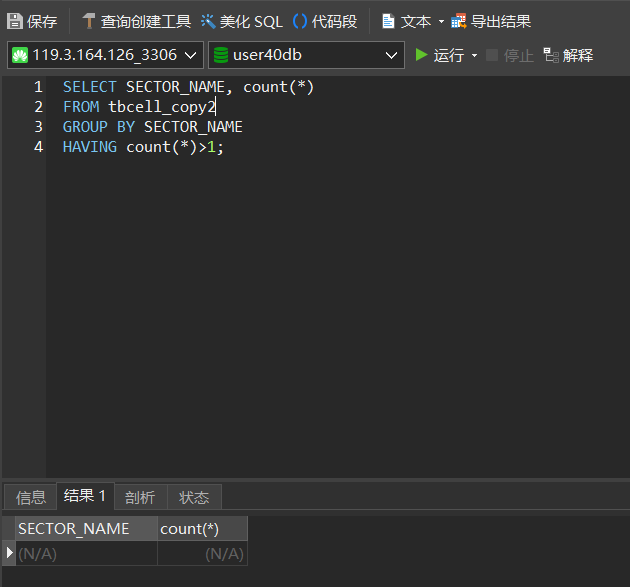 保存 查询创建工具 美化 SQL 代码段 文本 导出结果
119.3.164.126_3306 user40db 运行 停止 解释
1 SELECT SECTOR_NAME, count(*)
2 FROM tbcell_copy2
3 GROUP BY SECTOR_NAME
4 HAVING count(*)>1;
信息 结果 1 剖析 状态
SECTOR_NAME count(*)
(N/A) (N/A)